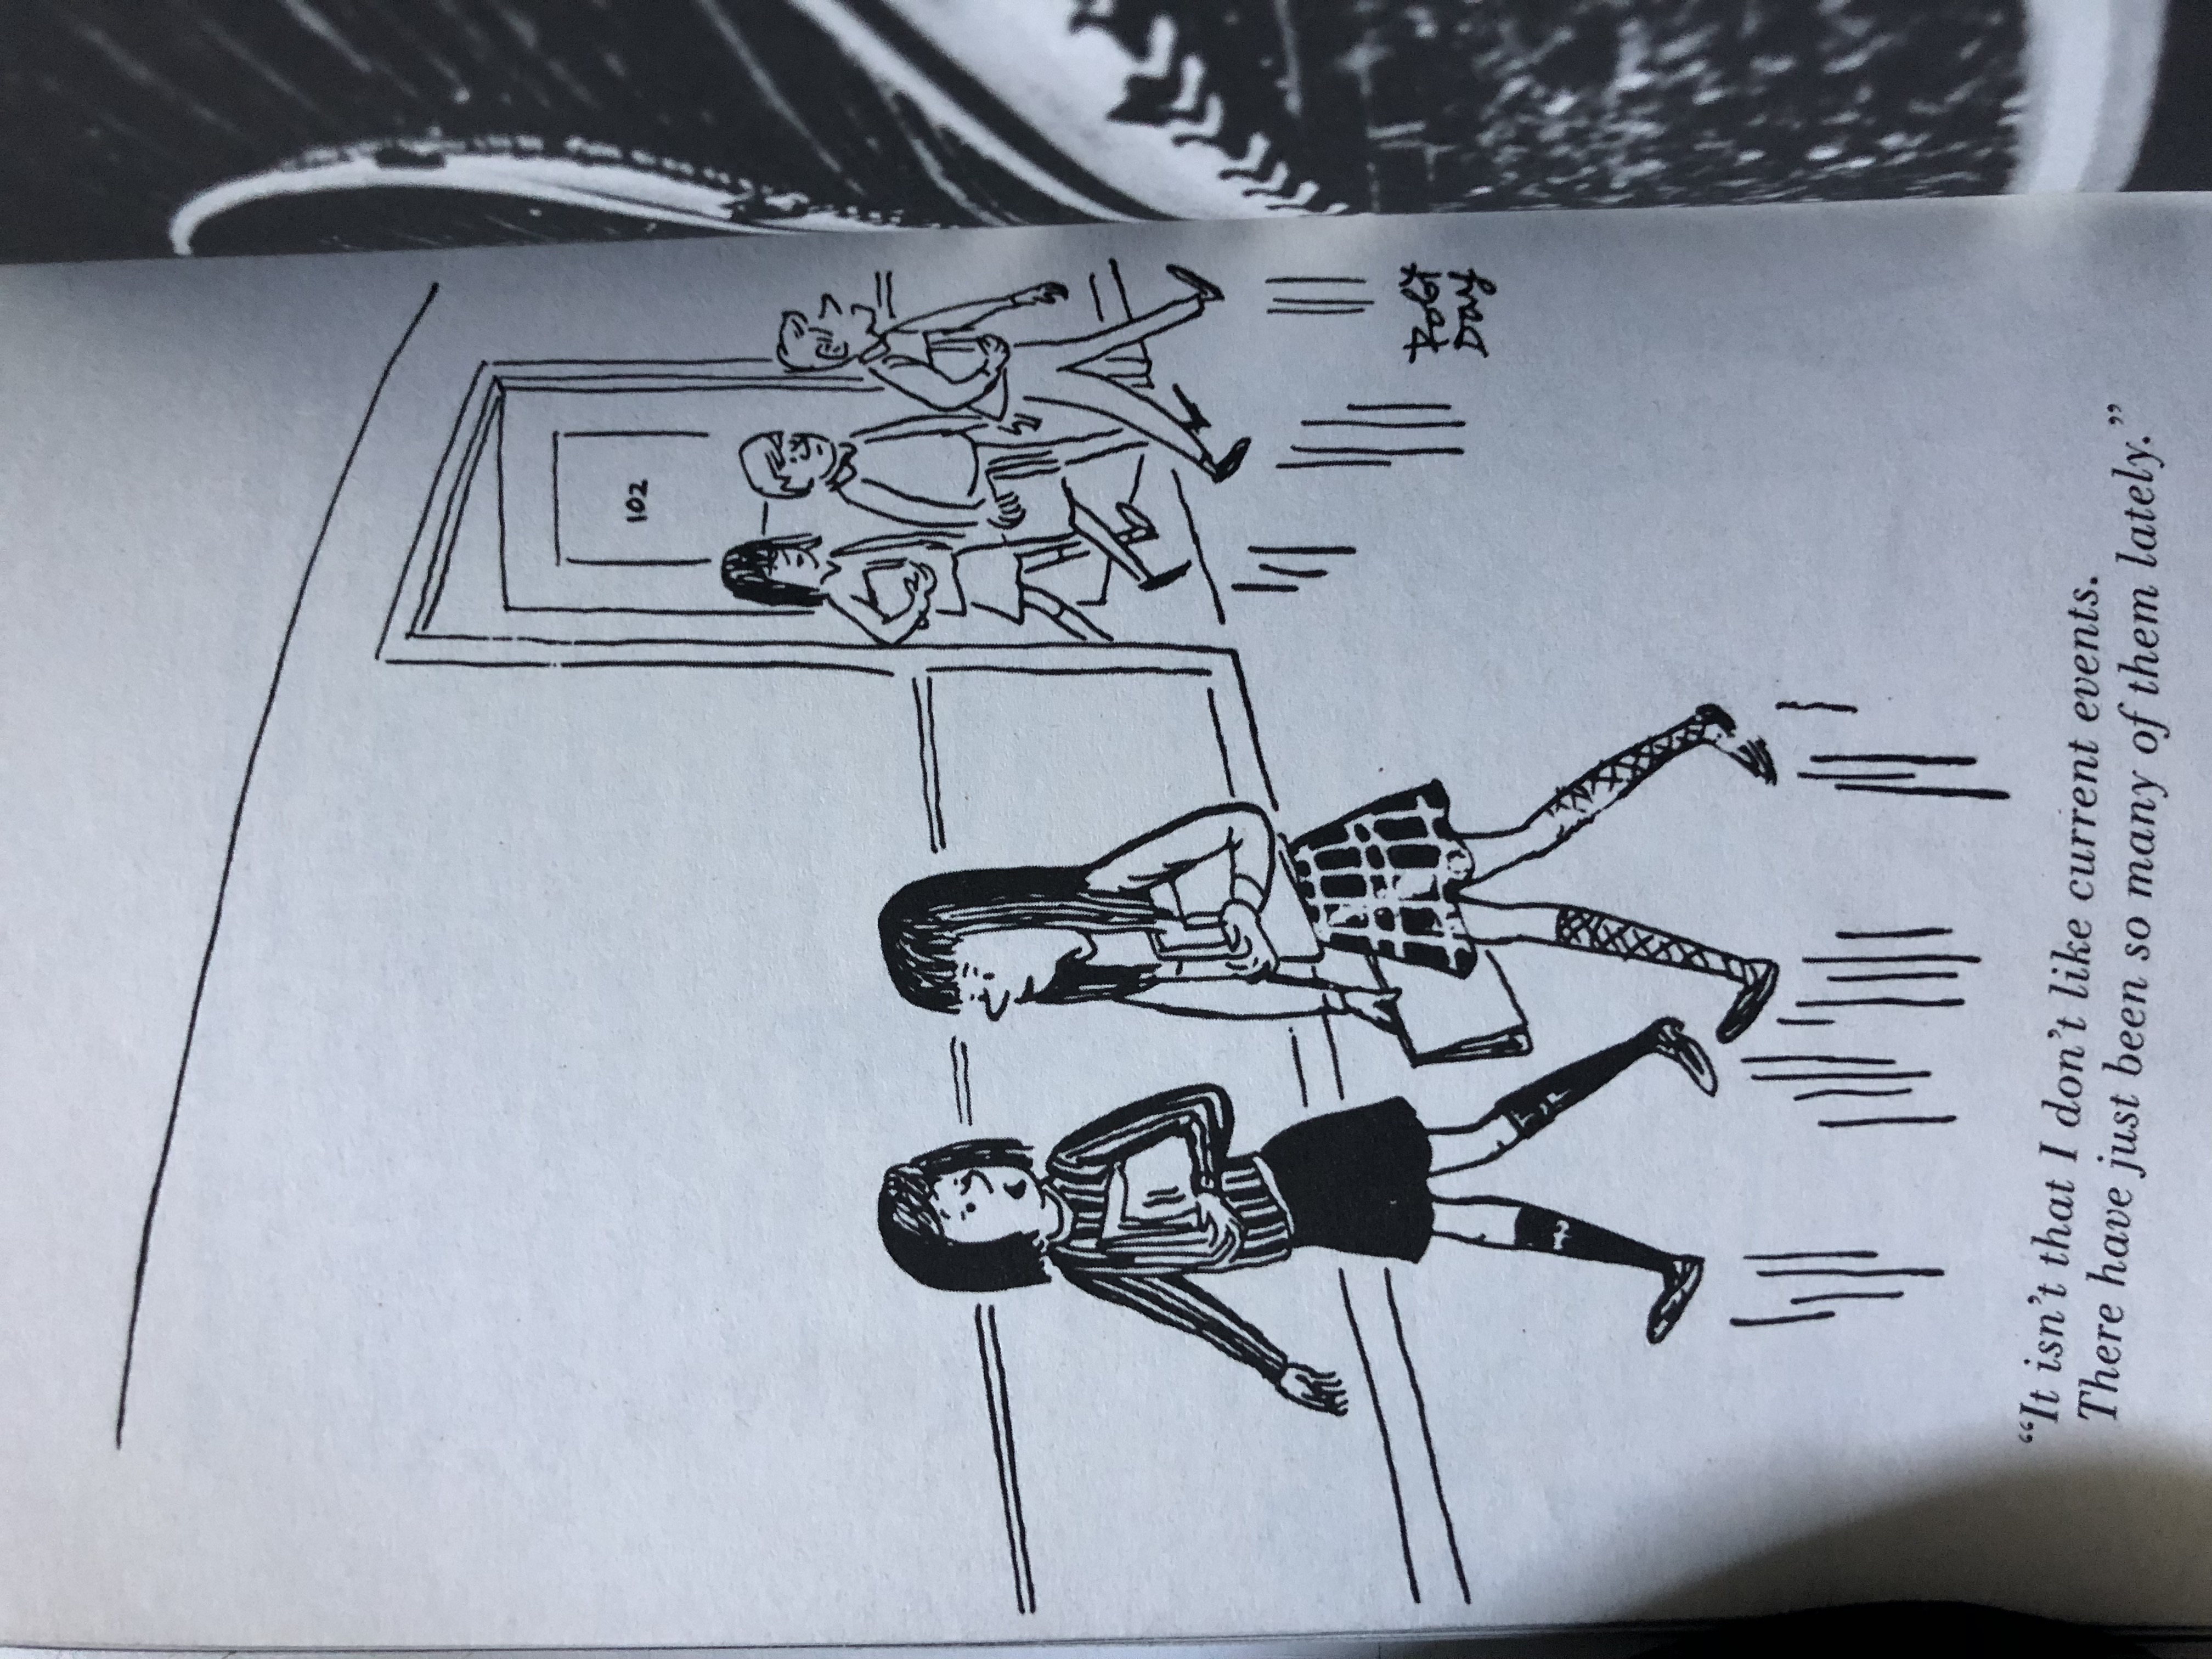 102
Robt
Day
“It isn’t that I don’t like current events.
There have just been so many of them lately.”